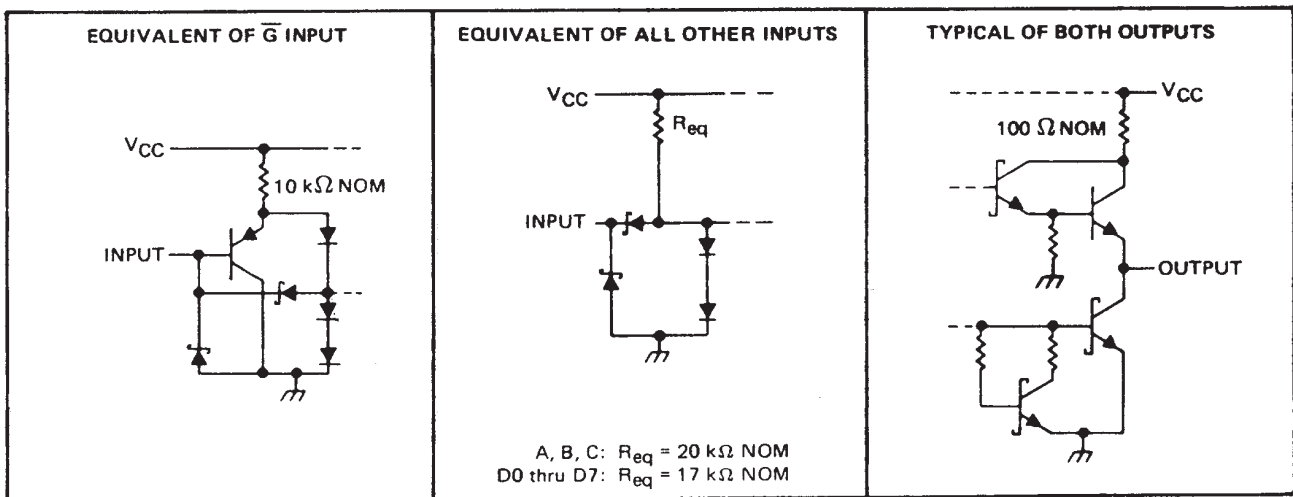 EQUIVALENT OF G̅ INPUT
VCC
10 kΩ NOM
INPUT
EQUIVALENT OF ALL OTHER INPUTS
VCC
Req
INPUT
A, B, C: Req = 20 kΩ NOM
D0 thru D7: Req = 17 kΩ NOM
TYPICAL OF BOTH OUTPUTS
VCC
100 Ω NOM
OUTPUT